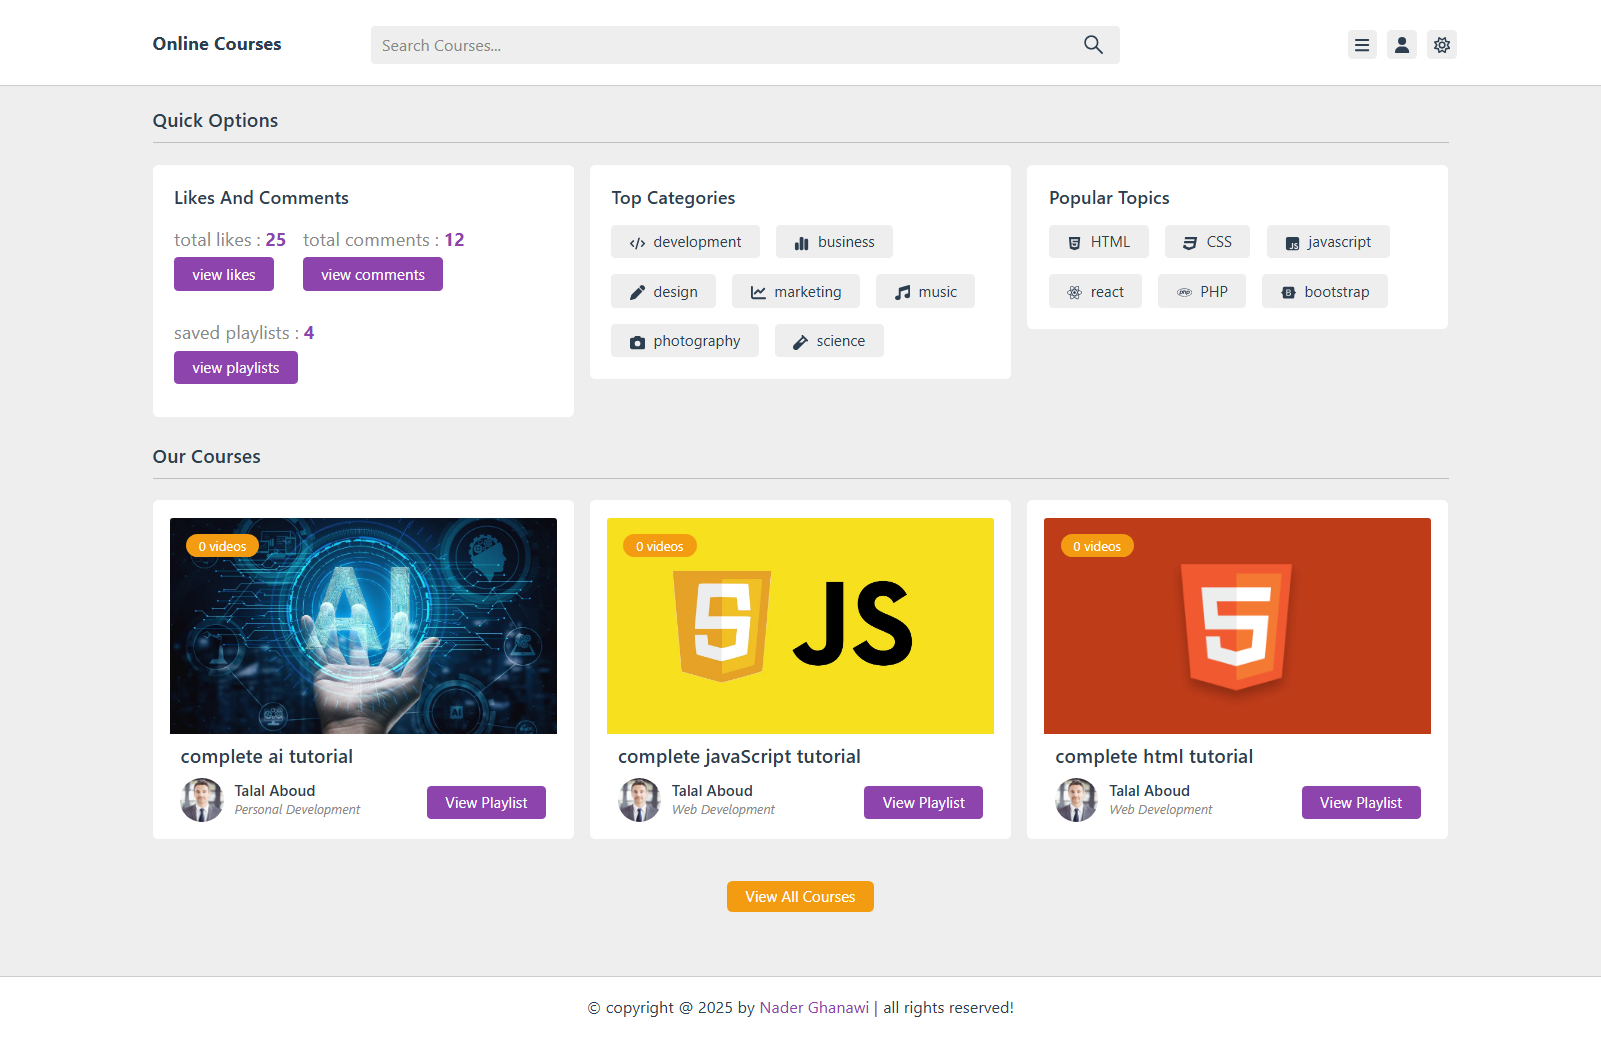 Online Courses
Search Courses...
Quick Options
Likes And Comments
total likes : 25 total comments : 12
view likes view comments
saved playlists : 4
view playlists
Top Categories
development business
design marketing music
photography science
Popular Topics
HTML CSS javascript
react PHP bootstrap
Our Courses
0 videos
AI
complete ai tutorial
Talal Aboud
Personal Development
View Playlist
0 videos
5 JS
complete javaScript tutorial
Talal Aboud
Web Development
View Playlist
0 videos
5
complete html tutorial
Talal Aboud
Web Development
View Playlist
View All Courses
© copyright @ 2025 by Nader Ghanawi | all rights reserved!